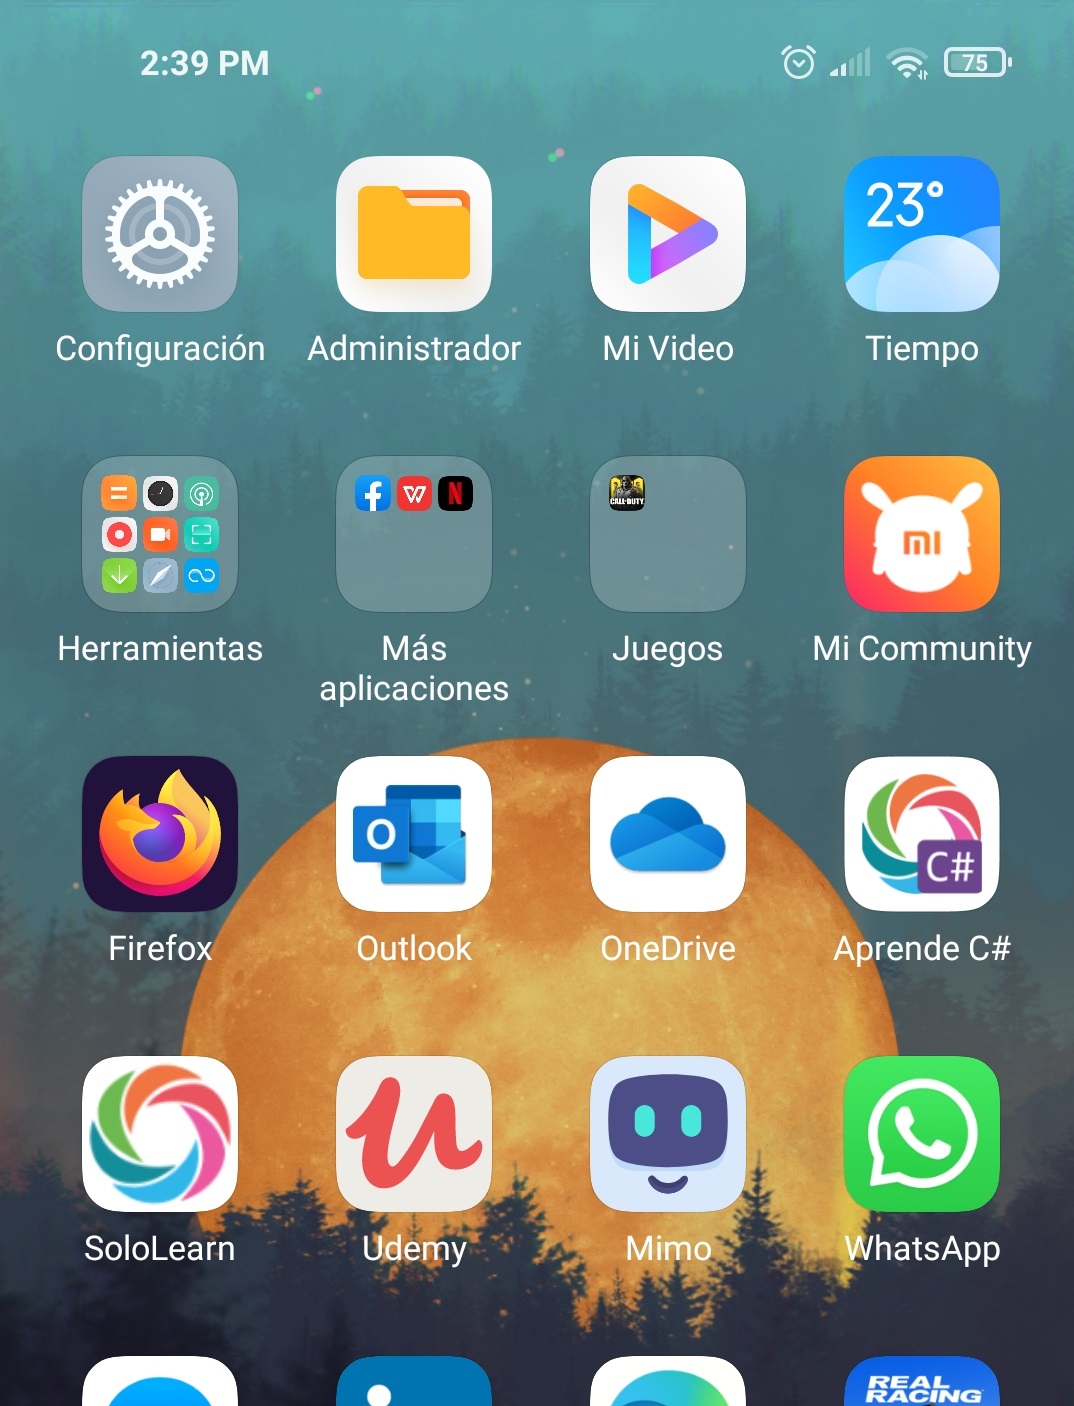 2:39 PM
75
23°
Configuración
Administrador
Mi Video
Tiempo
CALL OF DUTY
Herramientas
Más
aplicaciones
Juegos
Mi Community
C#
Firefox
Outlook
OneDrive
Aprende C#
SoloLearn
Udemy
Mimo
WhatsApp
REAL
RACING